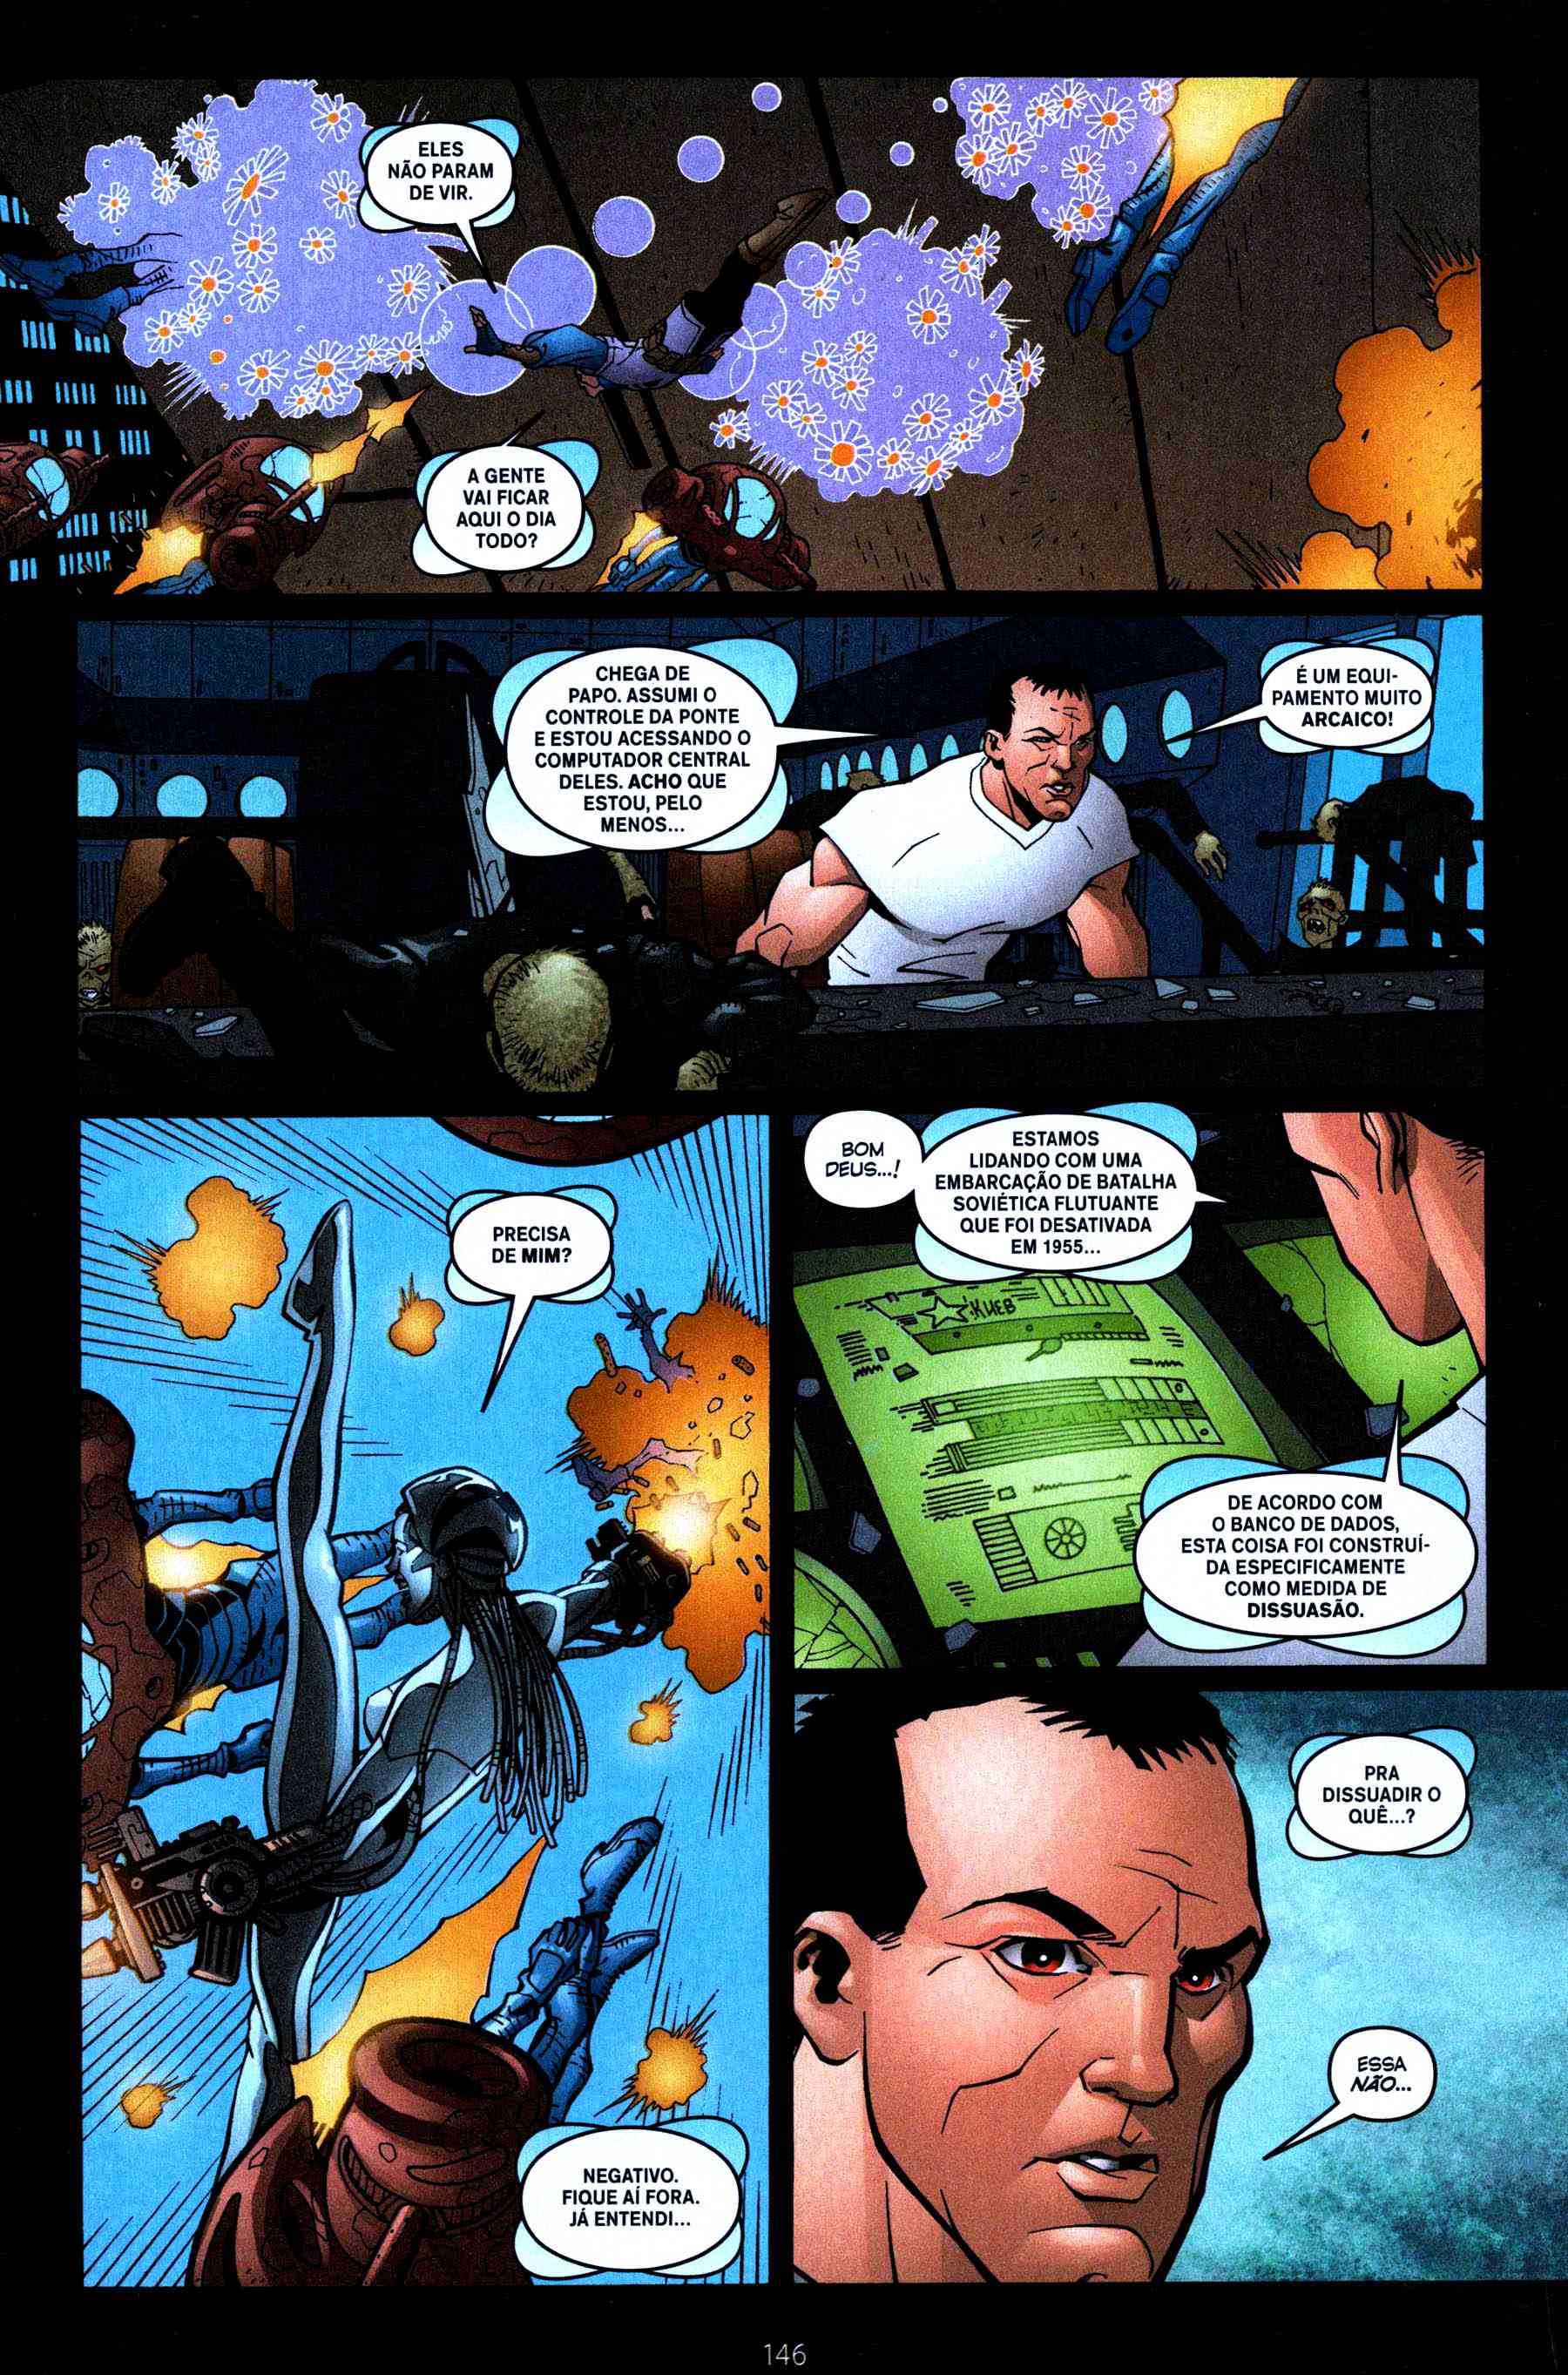 ELES
NÃO PARAM
DE VIR.
A GENTE
VAI FICAR
AQUI O DIA
TODO?
CHEGA DE
PAPO. ASSUMI O
CONTROLE DA PONTE
E ESTOU ACESSANDO O
COMPUTADOR CENTRAL
DELES. ACHO QUE
ESTOU, PELO
MENOS...
É UM EQUI-
PAMENTO MUITO
ARCAICO!
PRECISA
DE MIM?
NEGATIVO.
FIQUE AÍ FORA.
JÁ ENTENDI...
BOM
DEUS...!
ESTAMOS
LIDANDO COM UMA
EMBARCAÇÃO DE BATALHA
SOVIÉTICA FLUTUANTE
QUE FOI DESATIVADA
EM 1955...
КИЕВ
DE ACORDO COM
O BANCO DE DADOS,
ESTA COISA FOI CONSTRUÍ-
DA ESPECIFICAMENTE
COMO MEDIDA DE
DISSUASÃO.
PRA
DISSUADIR O
QUÊ...?
ESSA
NÃO...
146